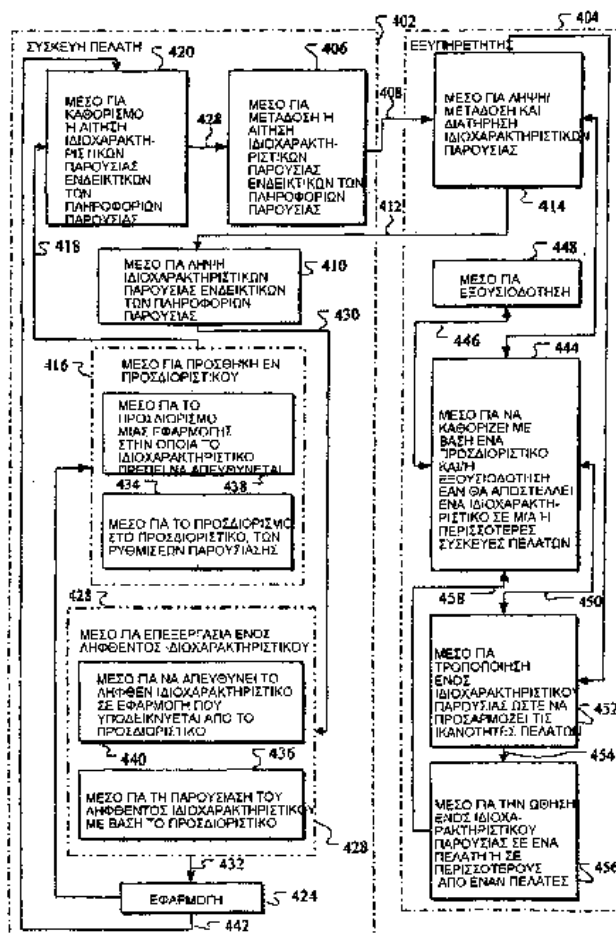 402
404
ΣΥΣΚΕΥΗ ΠΕΛΑΤΗ
420
406
ΕΞΥΠΗΡΕΤΗΤΗΣ
ΜΕΣΟ ΓΙΑ
ΚΑΘΟΡΙΣΜΟ
Ή ΑΙΤΗΣΗ
ΙΔΙΟΧΑΡΑΚΤΗ-
ΡΙΣΤΙΚΩΝ
ΠΑΡΟΥΣΙΑΣ
ΕΝΔΕΙΚΤΙΚΩΝ
ΤΩΝ
ΠΛΗΡΟΦΟΡΙΩΝ
ΠΑΡΟΥΣΙΑΣ
422
ΜΕΣΟ ΓΙΑ
ΜΕΤΑΔΟΣΗ Ή
ΑΙΤΗΣΗ
ΙΔΙΟΧΑΡΑΚΤΗ-
ΡΙΣΤΙΚΩΝ
ΠΑΡΟΥΣΙΑΣ
ΕΝΔΕΙΚΤΙΚΩΝ ΤΩΝ
ΠΛΗΡΟΦΟΡΙΩΝ
ΠΑΡΟΥΣΙΑΣ
408
ΜΕΣΟ ΓΙΑ ΛΗΨΗ/
ΜΕΤΑΔΟΣΗ ΚΑΙ
ΔΙΑΤΗΡΗΣΗ
ΙΔΙΟΧΑΡΑΚΤΗΡΙΣΤΙΚΩΝ
ΠΑΡΟΥΣΙΑΣ
414
412
418
ΜΕΣΟ ΓΙΑ ΛΗΨΗ
ΙΔΙΟΧΑΡΑΚΤΗΡΙΣΤΙΚΩΝ
ΠΑΡΟΥΣΙΑΣ ΕΝΔΕΙΚΤΙΚΩΝ
ΤΩΝ ΠΛΗΡΟΦΟΡΙΩΝ
ΠΑΡΟΥΣΙΑΣ
410
430
448
ΜΕΣΟ ΓΙΑ
ΕΞΟΥΣΙΟΔΟΤΗΣΗ
446
444
416
ΜΕΣΟ ΓΙΑ ΠΡΟΣΘΗΚΗ ΕΝ
ΠΡΟΣΔΙΟΡΙΣΤΙΚΟΥ
ΜΕΣΟ ΓΙΑ ΤΟ
ΠΡΟΣΔΙΟΡΙΣΜΟ
ΜΙΑΣ ΕΦΑΡΜΟΓΗΣ
ΣΤΗΝ ΟΠΟΙΑ ΤΟ
ΙΔΙΟΧΑΡΑΚΤΗΡΙΣΤΙΚΟ
ΠΡΕΠΕΙ ΝΑ ΑΠΕΥΘΥΝΕΤΑΙ
434
438
ΜΕΣΟ ΓΙΑ ΤΟ ΠΡΟΣΔΙΟΡΙΣΜΟ
ΣΤΟ ΠΡΟΣΔΙΟΡΙΣΤΙΚΟ, ΤΩΝ
ΡΥΘΜΙΣΕΩΝ ΠΑΡΟΥΣΙΑΣΗΣ
ΜΕΣΟ ΓΙΑ ΝΑ
ΚΑΘΟΡΙΖΕΙ ΜΕ
ΒΑΣΗ ΕΝΑ
ΠΡΟΣΔΙΟΡΙΣΤΙΚΟ
ΚΑΙ/Ή
ΕΞΟΥΣΙΟΔΟΤΗΣΗ
ΕΑΝ ΘΑ ΑΠΟΣΤΕΛΛΕΙ
ΕΝΑ ΙΔΙΟΧΑΡΑΚΤΗ-
ΡΙΣΤΙΚΟ ΣΕ ΜΙΑ Ή
ΠΕΡΙΣΣΟΤΕΡΕΣ
ΣΥΣΚΕΥΕΣ ΠΕΛΑΤΩΝ
458
450
428
ΜΕΣΟ ΓΙΑ ΕΠΕΞΕΡΓΑΣΙΑ ΕΝΟΣ
ΛΗΦΘΕΝΤΟΣ ΙΔΙΟΧΑΡΑΚΤΗΡΙΣΤΙΚΟΥ
ΜΕΣΟ ΓΙΑ ΝΑ ΑΠΕΥΘΥΝΕΙ ΤΟ
ΛΗΦΘΕΝ ΙΔΙΟΧΑΡΑΚΤΗΡΙΣΤΙΚΟ
ΣΕ ΕΦΑΡΜΟΓΗ ΠΟΥ
ΥΠΟΔΕΙΚΝΥΕΤΑΙ ΑΠΟ ΤΟ
ΠΡΟΣΔΙΟΡΙΣΤΙΚΟ
440
436
ΜΕΣΟ ΓΙΑ ΤΗ ΠΑΡΟΥΣΙΑΣΗ ΤΟΥ
ΛΗΦΘΕΝΤΟΣ ΙΔΙΟΧΑΡΑΚΤΗΡΙΣΤΙΚΟΥ
ΜΕ ΒΑΣΗ ΤΟ ΠΡΟΣΔΙΟΡΙΣΤΙΚΟ
428
ΜΕΣΟ ΓΙΑ
ΤΡΟΠΟΠΟΙΗΣΗ
ΕΝΟΣ
ΙΔΙΟΧΑΡΑΚΤΗΡΙΣΤΙΚΟΥ
ΠΑΡΟΥΣΙΑΣ ΩΣΤΕ ΝΑ
ΠΡΟΣΑΡΜΟΖΕΙ ΤΙΣ
ΙΚΑΝΟΤΗΤΕΣ ΠΕΛΑΤΩΝ
452
454
ΜΕΣΟ ΓΙΑ ΤΗΝ ΩΘΗΣΗ
ΕΝΟΣ ΙΔΙΟΧΑ-
ΡΑΚΤΗΡΙΣΤΙΚΟΥ
ΠΑΡΟΥΣΙΑΣ ΣΕ ΕΝΑ
ΠΕΛΑΤΗ Ή ΣΕ
ΠΕΡΙΣΣΟΤΕΡΟΥΣ
ΑΠΟ ΕΝΑΝ ΠΕΛΑΤΕΣ
456
432
ΕΦΑΡΜΟΓΗ
424
442